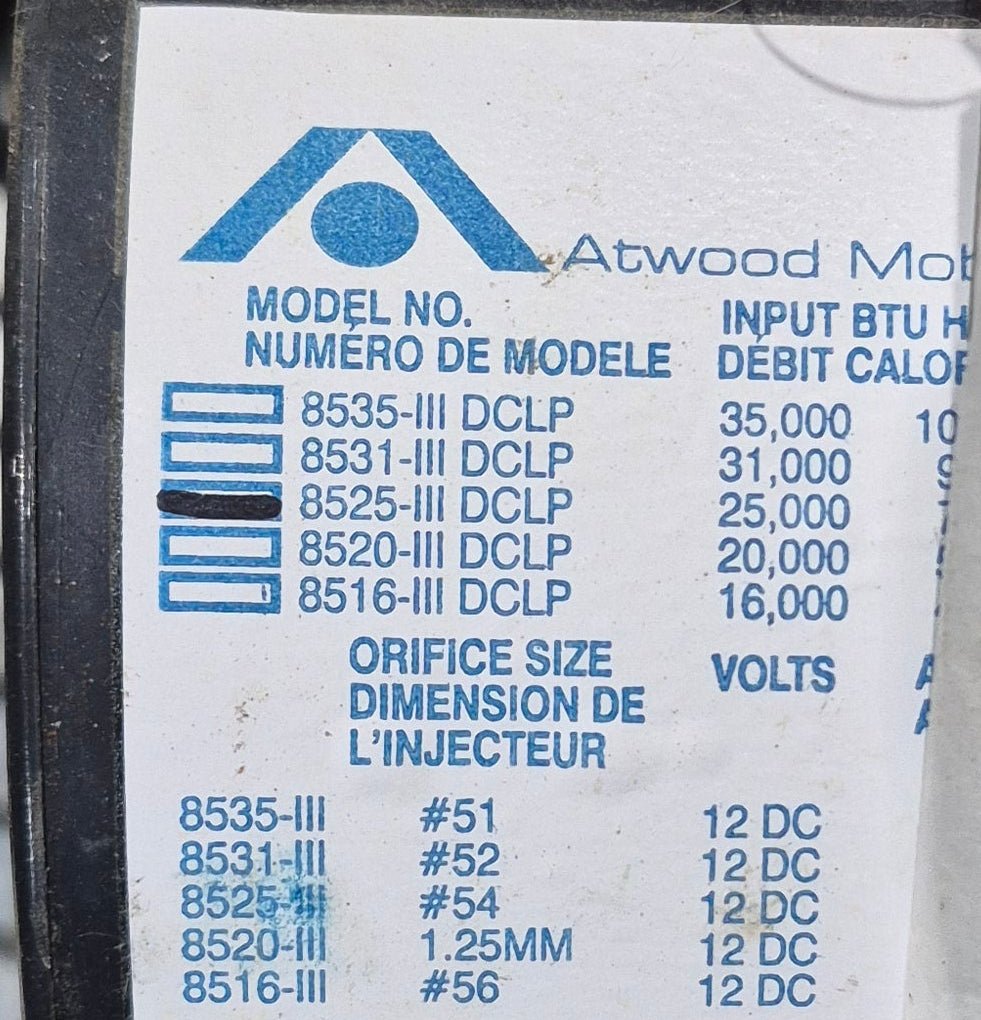 Atwood
MODEL NO. INPUT BTU
NUMÉRO DE MODELE DÉBIT
8535-III DCLP 35,000 10
8531-III DCLP 31,000
8525-III DCLP 25,000
8520-III DCLP 20,000
8516-III DCLP 16,000
ORIFICE SIZE VOLTS
DIMENSION DE
L'INJECTEUR
8535-III #51 12 DC
8531-III #52 12 DC
8525-III #54 12 DC
8520-III 1.25MM 12 DC
8516-III #56 12 DC